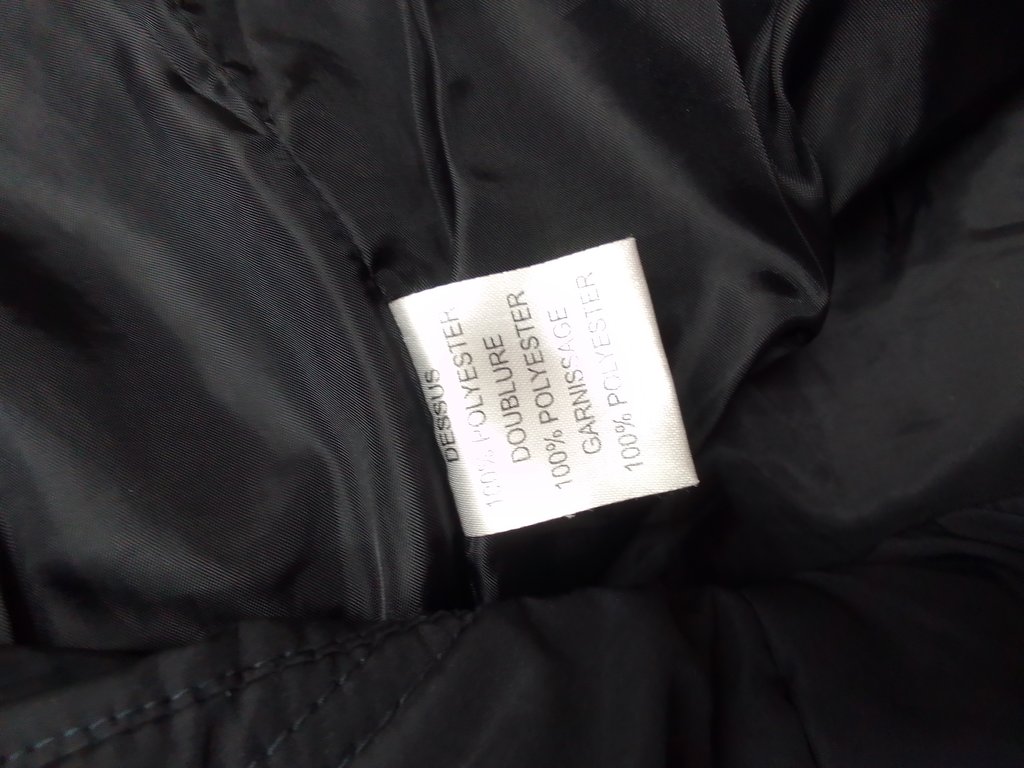 DESSUS
100% POLYESTER
DOUBLURE
100% POLYESTER
GARNISSAGE
100% POLYESTER